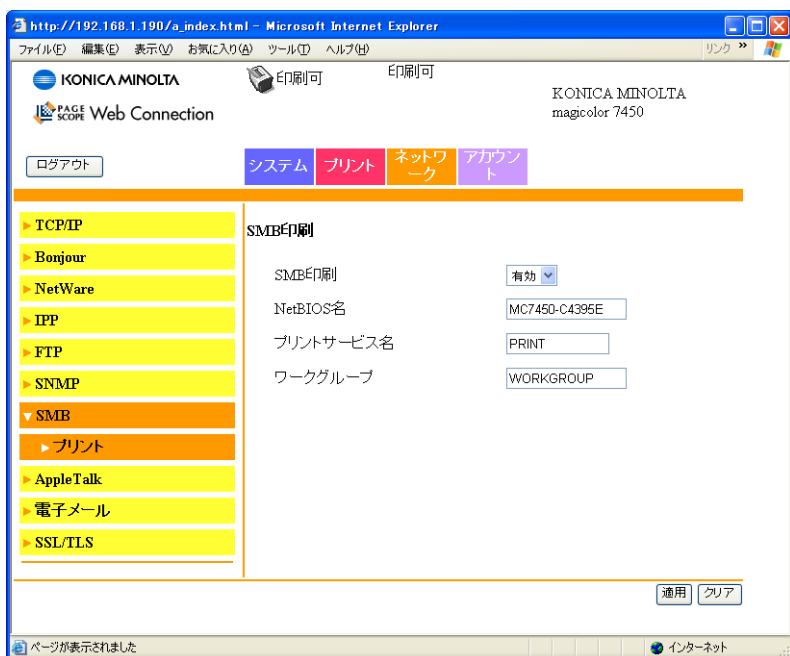 http://192.168.1.190/a_index.html - Microsoft Internet Explorer
ファイル(F) 編集(E) 表示(V) お気に入り(A) ツール(T) ヘルプ(H) リンク »
KONICA MINOLTA
印刷可
印刷可
KONICA MINOLTA
magicolor 7450
PAGE SCOPE Web Connection
ログアウト
システム
プリント
ネットワ
ーク
アカウン
ト
TCP/IP
Bonjour
NetWare
IPP
FTP
SNMP
SMB
プリント
AppleTalk
電子メール
SSL/TLS
SMB印刷
SMB印刷 有効
NetBIOS名 MC7450-C4395E
プリントサービス名 PRINT
ワークグループ WORKGROUP
適用 クリア
ページが表示されました インターネット